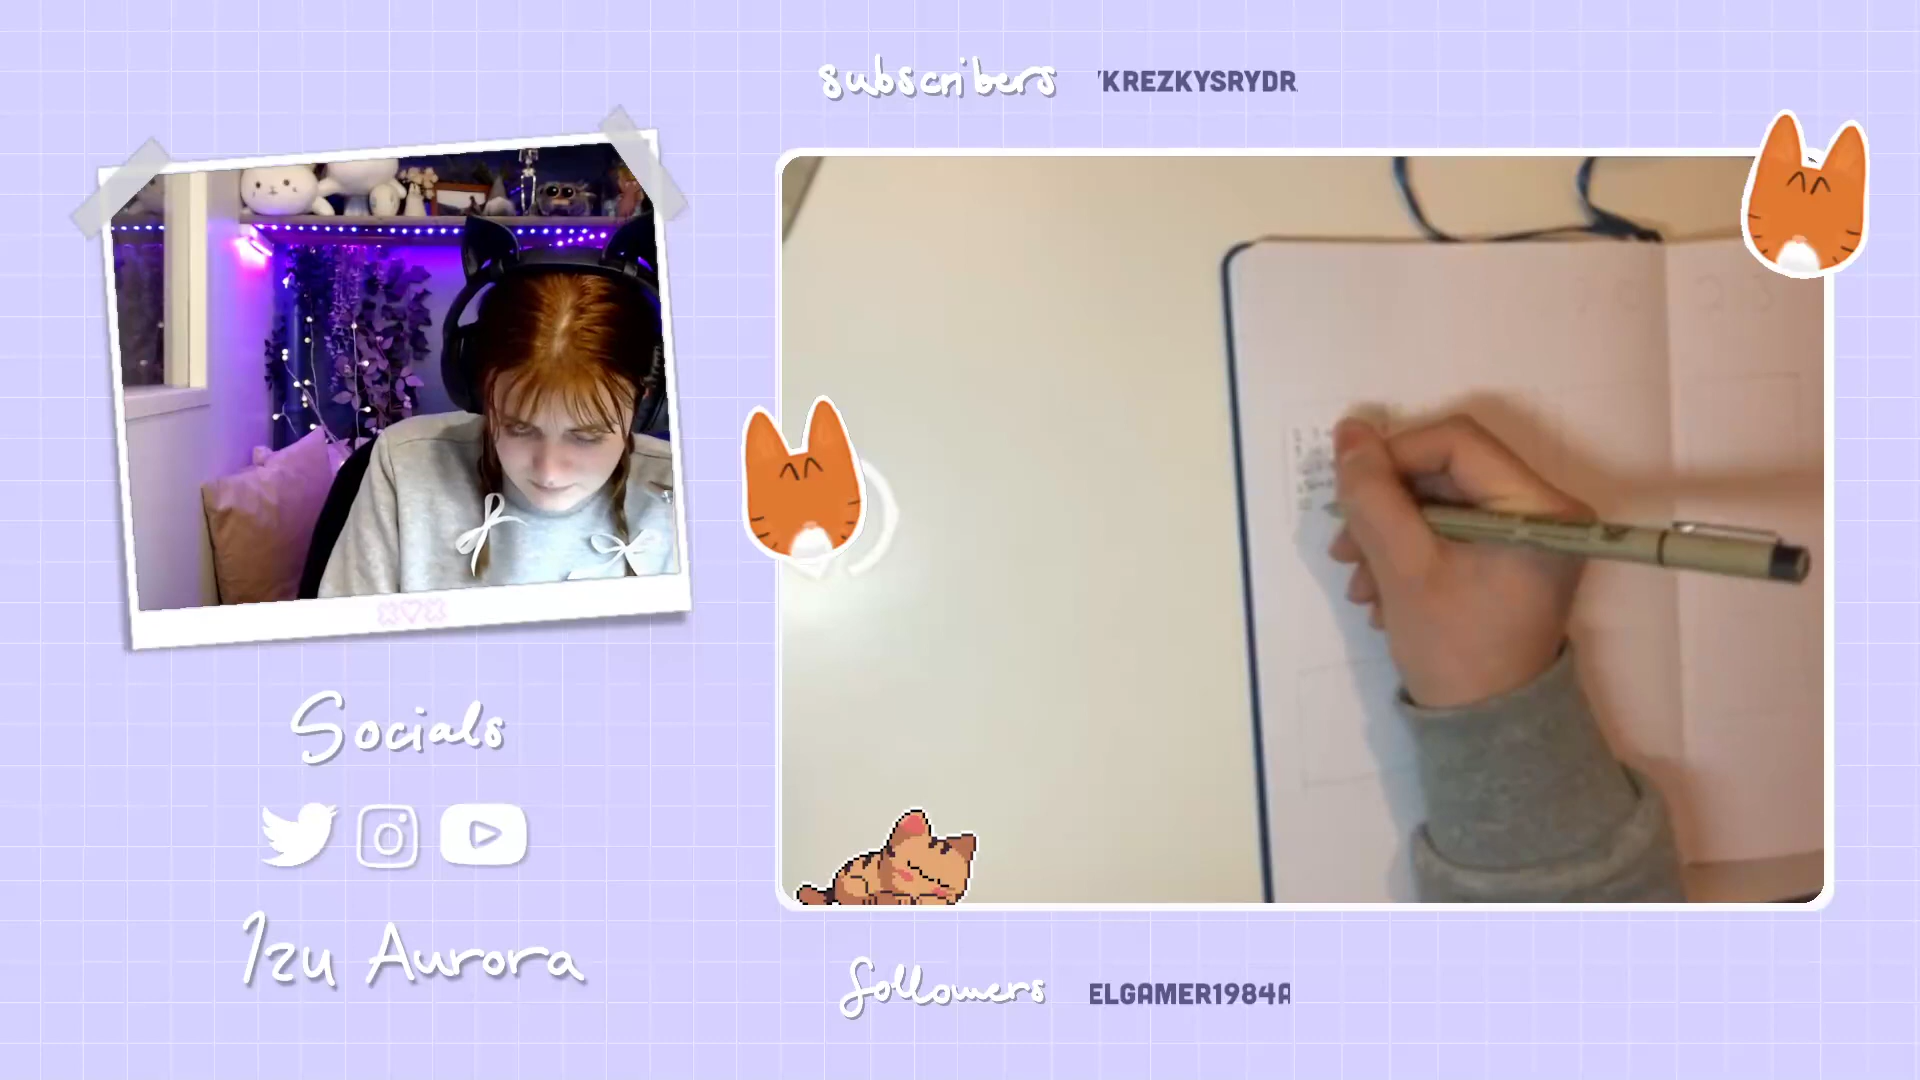 subscribers
KREZKYSRYDR
Socials
Izu Aurora
followers
ELGAMER1984A